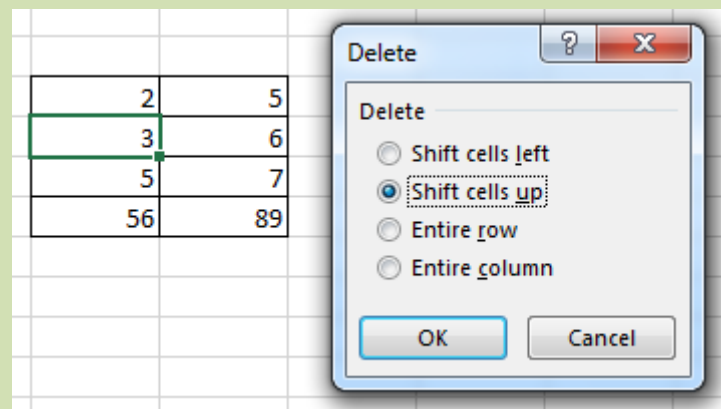 2 5
3 6
5 7
56 89
Delete
?
X
Delete
Shift cells left
Shift cells up
Entire row
Entire column
OK
Cancel